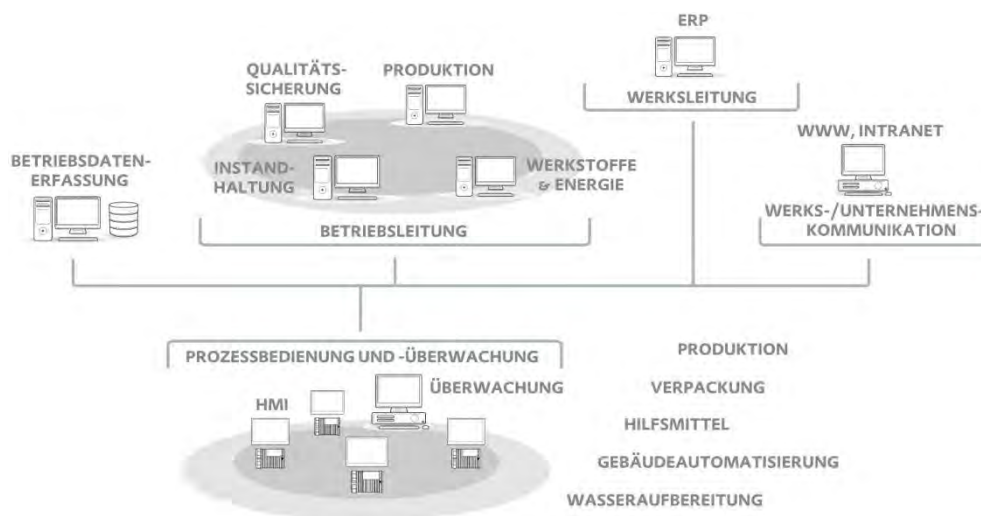 ERP
WERKSLEITUNG
QUALITÄTS-
SICHERUNG
PRODUKTION
INSTAND-
HALTUNG
WERKSTOFFE
& ENERGIE
BETRIEBSLEITUNG
BETRIEBSDATEN-
ERFASSUNG
WWW, INTRANET
WERKS-/UNTERNEHMENS-
KOMMUNIKATION
PROZESSBEDIENUNG UND -ÜBERWACHUNG
HMI
ÜBERWACHUNG
PRODUKTION
VERPACKUNG
HILFSMITTEL
GEBÄUDEAUTOMATISIERUNG
WASSERAUFBEREITUNG